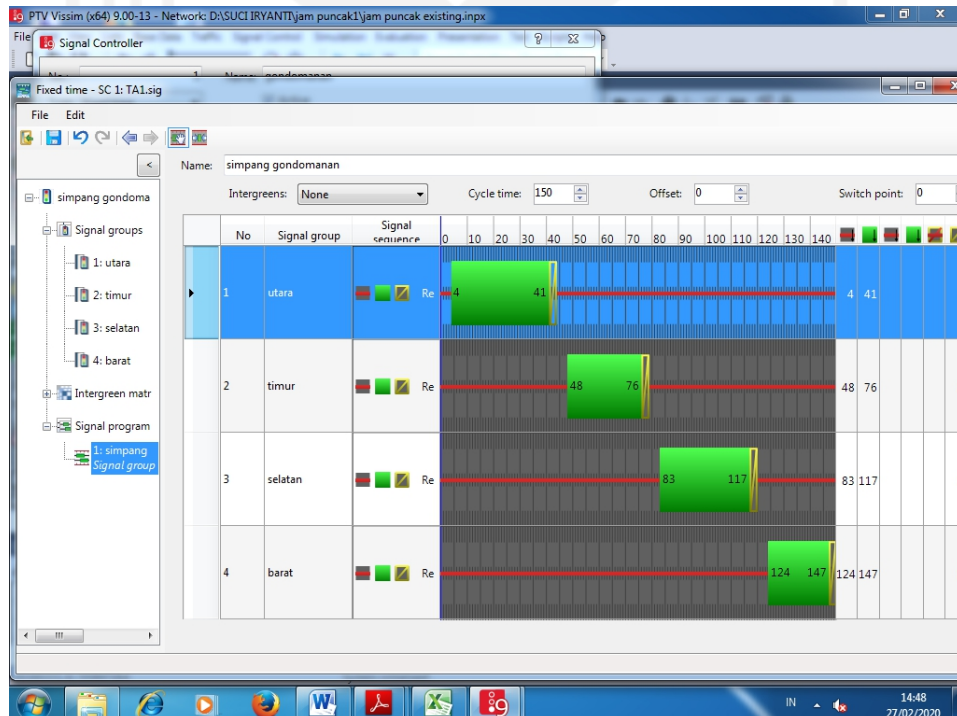 PTV Vissim (x64) 9.00-13 - Network: D:\SUCI IRYANTI\jam puncak1\jam puncak existing.inpx
File
Signal Controller
1 Name: gondomanan
Fixed time - SC 1: TA1.sig
File Edit
< Name: simpang gondomanan
Intergreens: None Cycle time: 150 Offset: 0 Switch point: 0
simpang gondoma
Signal groups
1: utara
2: timur
3: selatan
4: barat
Intergreen matr
Signal program
1: simpang
Signal group
No Signal group Signal sequence 0 10 20 30 40 50 60 70 80 90 100 110 120 130 140
1 utara Re 4 41 4 41
2 timur Re 48 76 48 76
3 selatan Re 83 117 83 117
4 barat Re 124 147 124 147
IN 14:48
27/02/2020